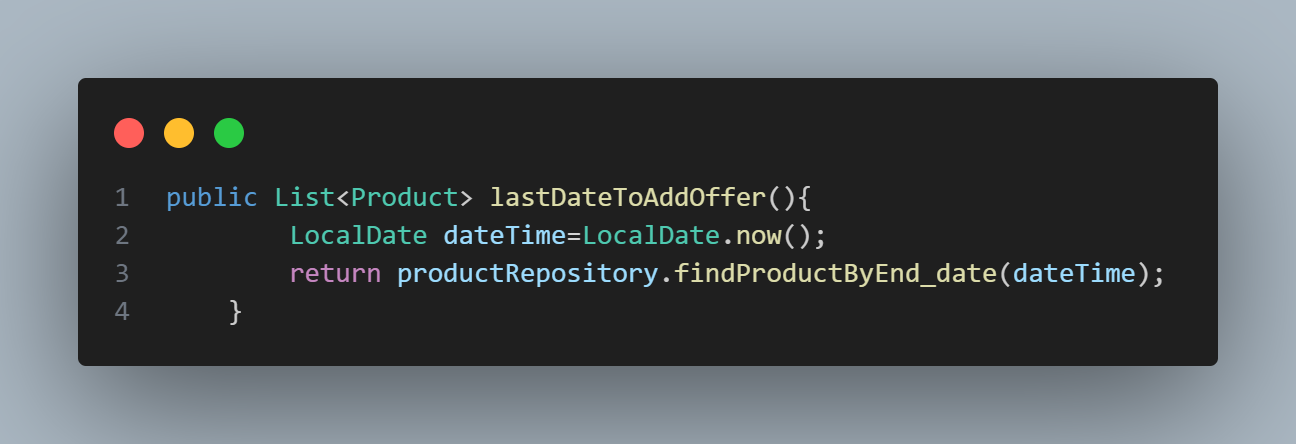 1 public List<Product> lastDateToAddOffer(){
2 LocalDate dateTime=LocalDate.now();
3 return productRepository.findProductByEnd_date(dateTime);
4 }